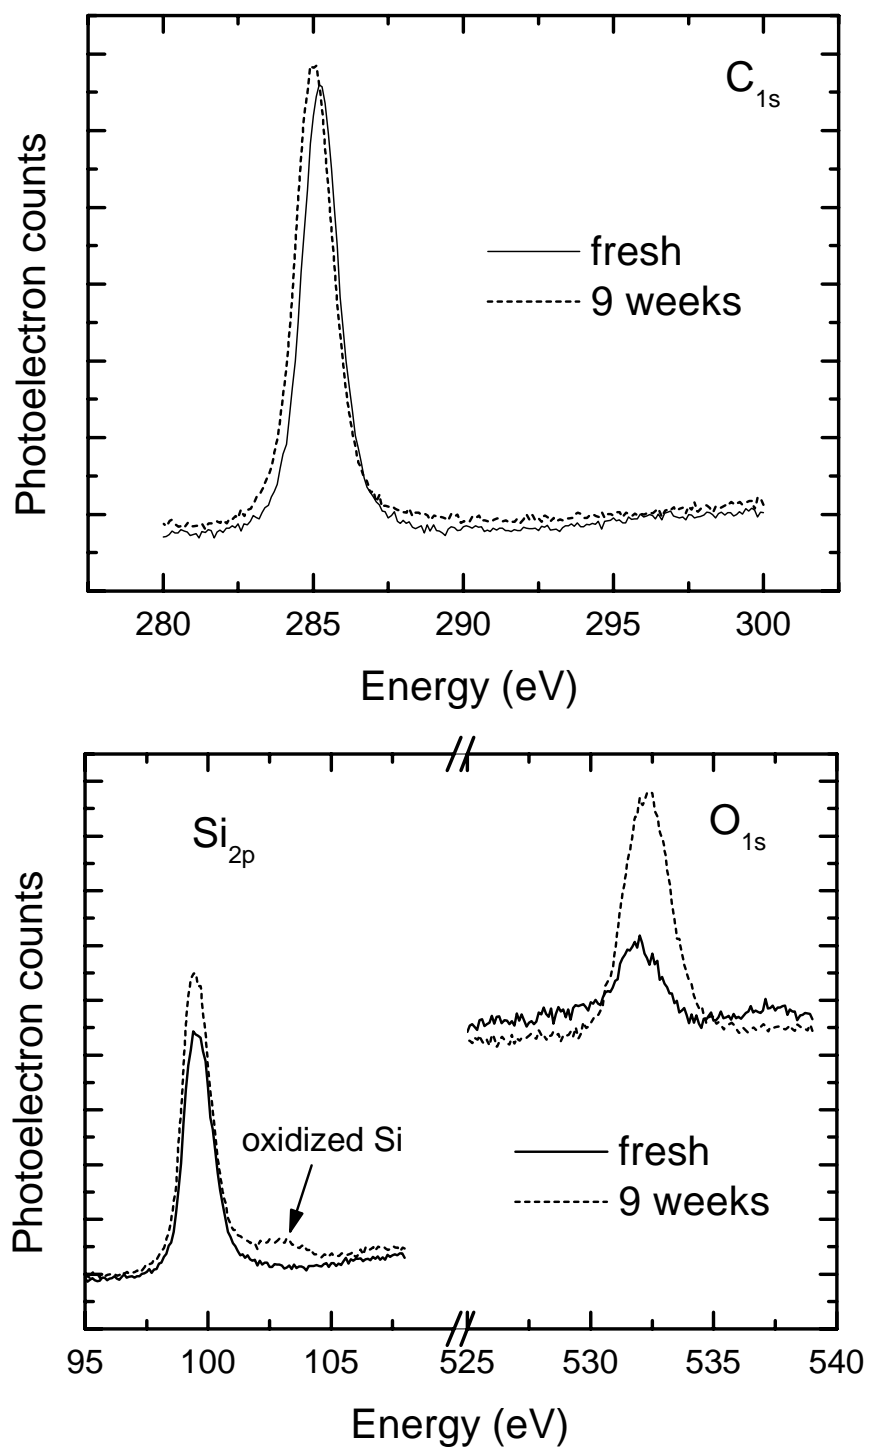 C1s
Photoelectron counts
fresh
9 weeks
280 285 290 295 300
Energy (eV)
Si2p
O1s
Photoelectron counts
oxidized Si
fresh
9 weeks
95 100 105 525 530 535 540
Energy (eV)